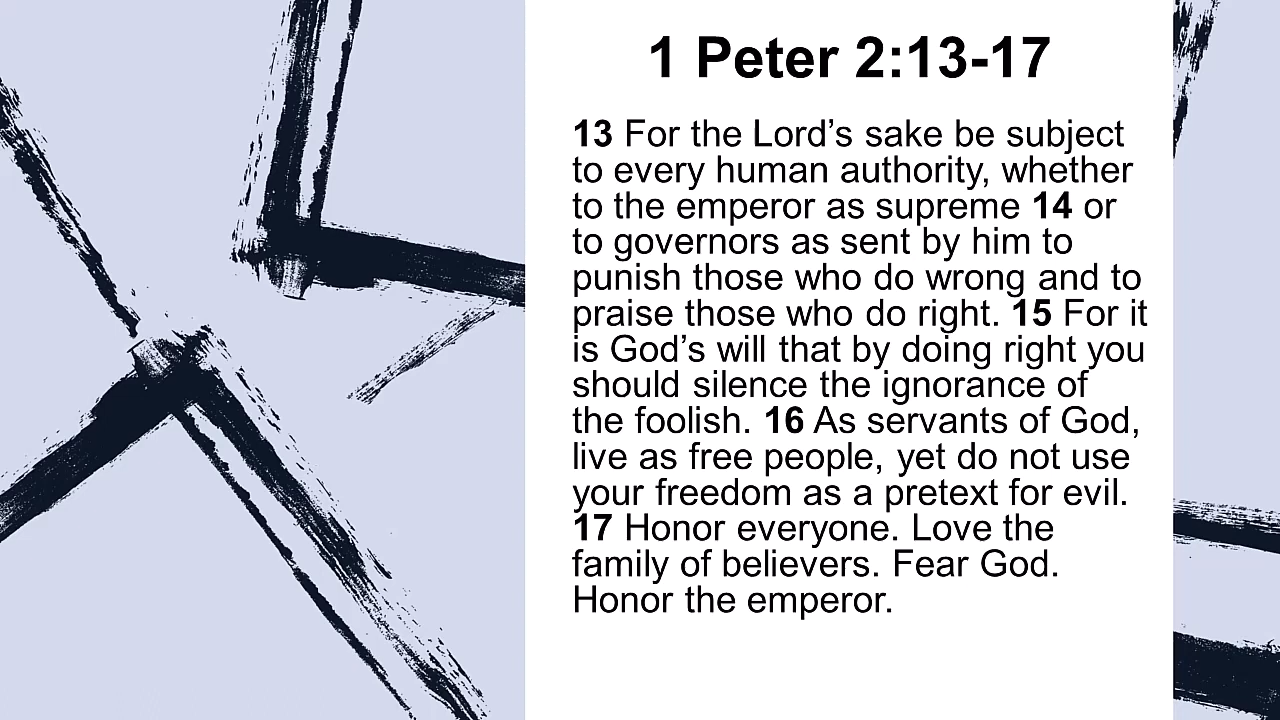 1 Peter 2:13-17
13 For the Lord’s sake be subject
to every human authority, whether
to the emperor as supreme 14 or
to governors as sent by him to
punish those who do wrong and to
praise those who do right. 15 For it
is God’s will that by doing right you
should silence the ignorance of
the foolish. 16 As servants of God,
live as free people, yet do not use
your freedom as a pretext for evil.
17 Honor everyone. Love the
family of believers. Fear God.
Honor the emperor.